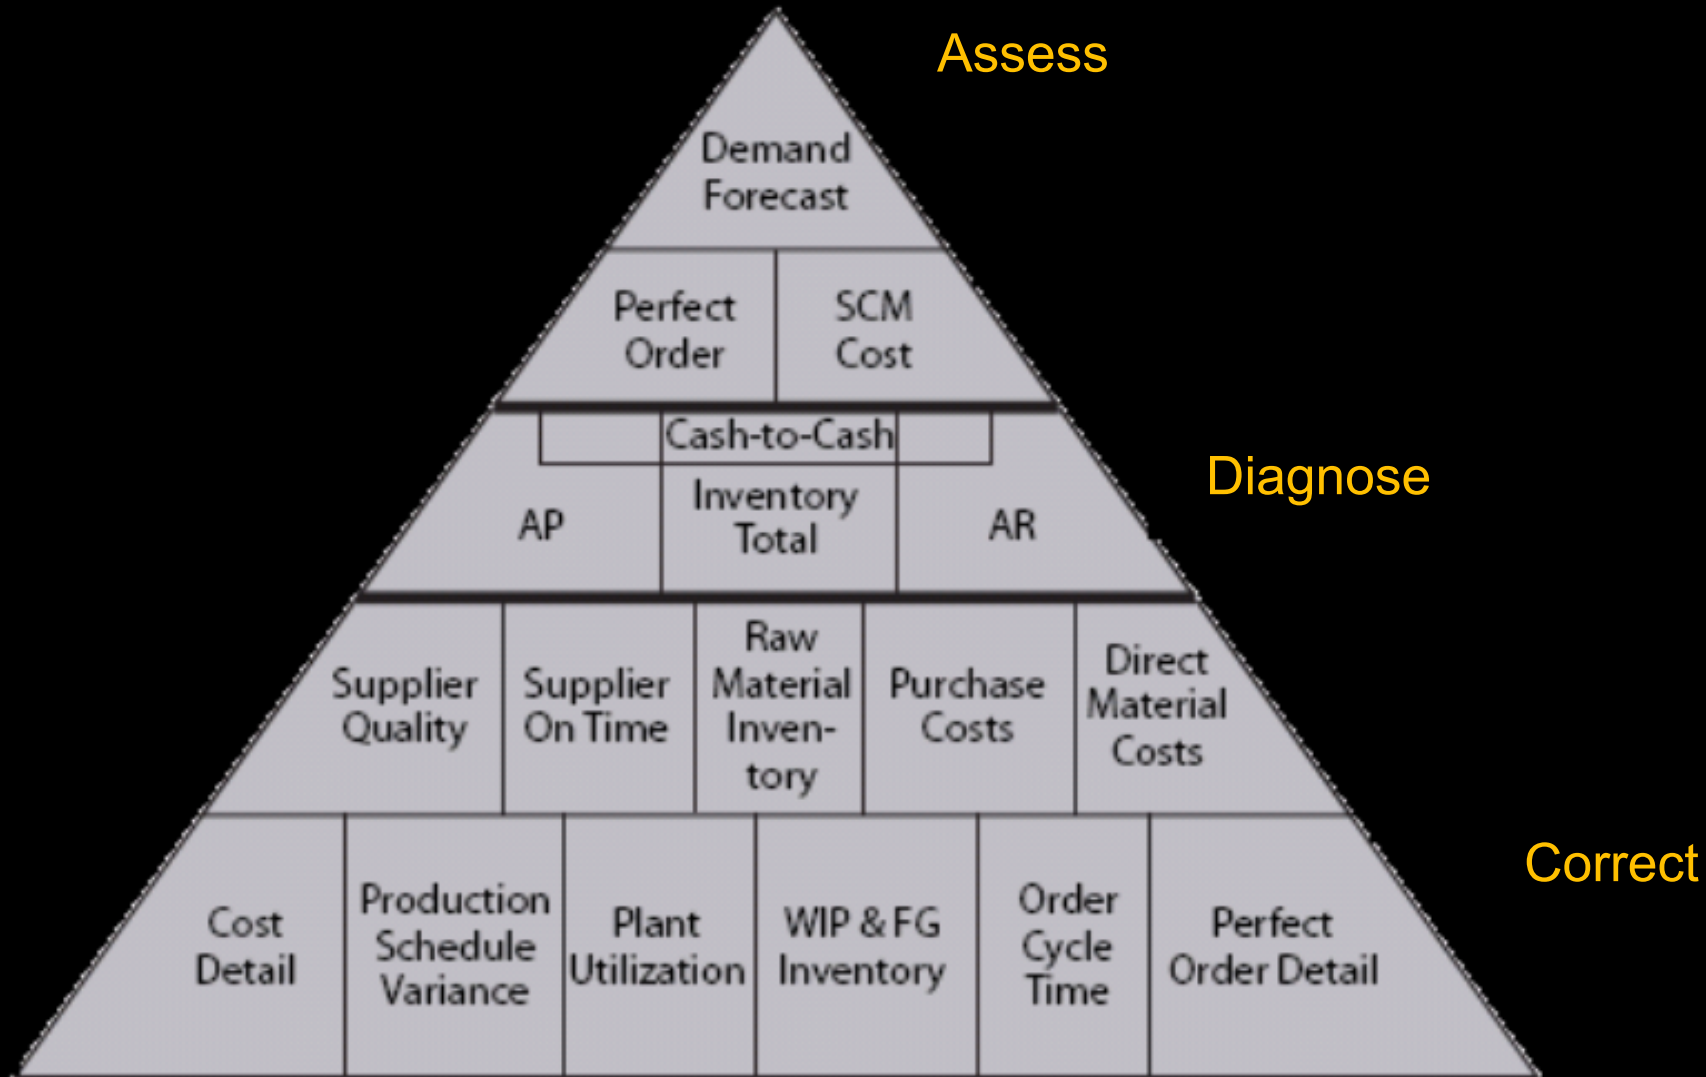 Assess
Demand
Forecast
Perfect
Order
SCM
Cost
Cash-to-Cash
AP
Inventory
Total
AR
Diagnose
Supplier
Quality
Supplier
On Time
Raw
Material
Inven-
tory
Purchase
Costs
Direct
Material
Costs
Cost
Detail
Production
Schedule
Variance
Plant
Utilization
WIP & FG
Inventory
Order
Cycle
Time
Perfect
Order Detail
Correct